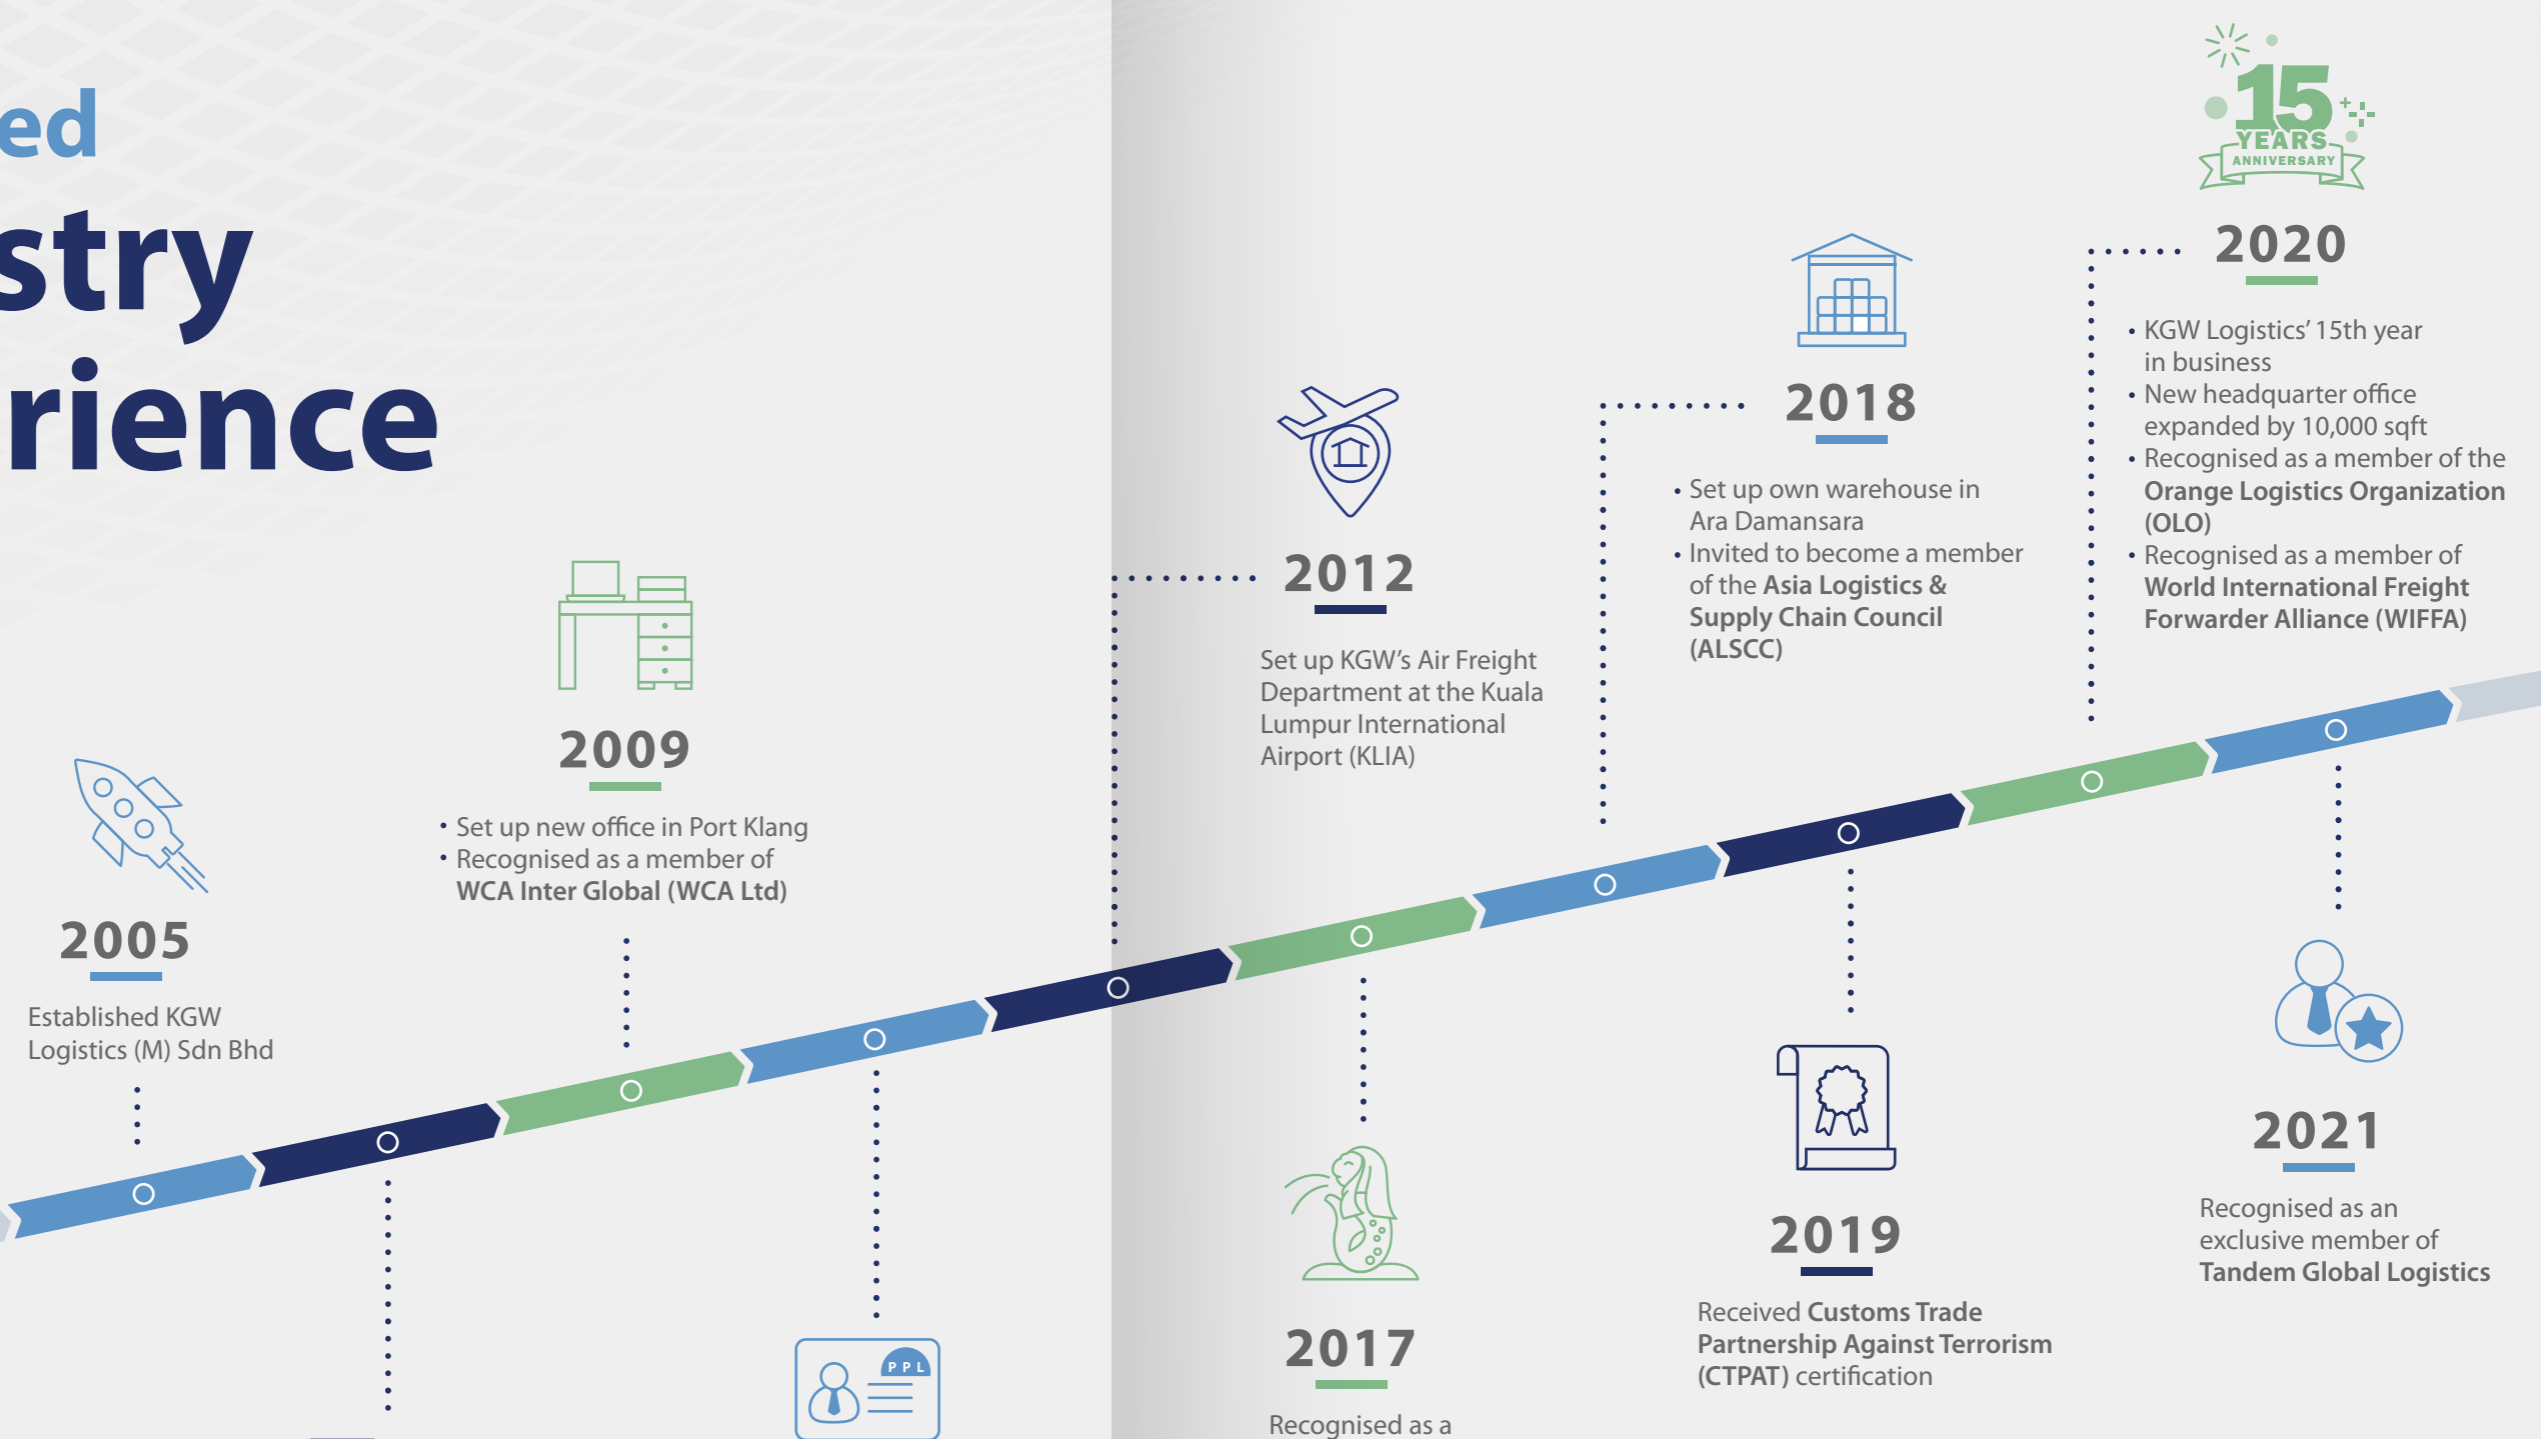 ed
stry
rience
2005
Established KGW
Logistics (M) Sdn Bhd
2009
• Set up new office in Port Klang
• Recognised as a member of
WCA Inter Global (WCA Ltd)
PPL
2012
Set up KGW’s Air Freight
Department at the Kuala
Lumpur International
Airport (KLIA)
2017
Recognised as a
2018
• Set up own warehouse in
Ara Damansara
• Invited to become a member
of the Asia Logistics &
Supply Chain Council
(ALSCC)
2019
Received Customs Trade
Partnership Against Terrorism
(CTPAT) certification
15
YEARS
ANNIVERSARY
2020
• KGW Logistics’ 15th year
in business
• New headquarter office
expanded by 10,000 sqft
• Recognised as a member of the
Orange Logistics Organization
(OLO)
• Recognised as a member of
World International Freight
Forwarder Alliance (WIFFA)
2021
Recognised as an
exclusive member of
Tandem Global Logistics